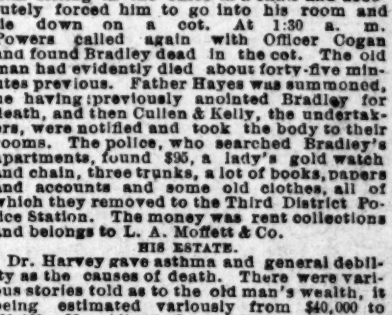 utely forced him to go into his room and
lie down on a cot. At 1:30 a. m.
Powers called again with Officer Cogan
and found Bradley dead in the cot. The old
man had evidently died about forty-five min-
utes previous. Father Hayes was summoned,
he having previously anointed Bradley for
death, and then Cullen & Kelly, the undertak-
ers, were notified and took the body to their
rooms. The police, who searched Bradley's
apartments, found $95, a lady's gold watch
and chain, three trunks, a lot of books, papers
and accounts and some old clothes, all of
which they removed to the Third District Po-
lice Station. The money was rent collections
and belongs to L. A. Moffett & Co.
HIS ESTATE.
Dr. Harvey gave asthma and general debil-
ity as the causes of death. There were vari-
ous stories told as to the old man's wealth, it
being estimated variously from $40,000 to